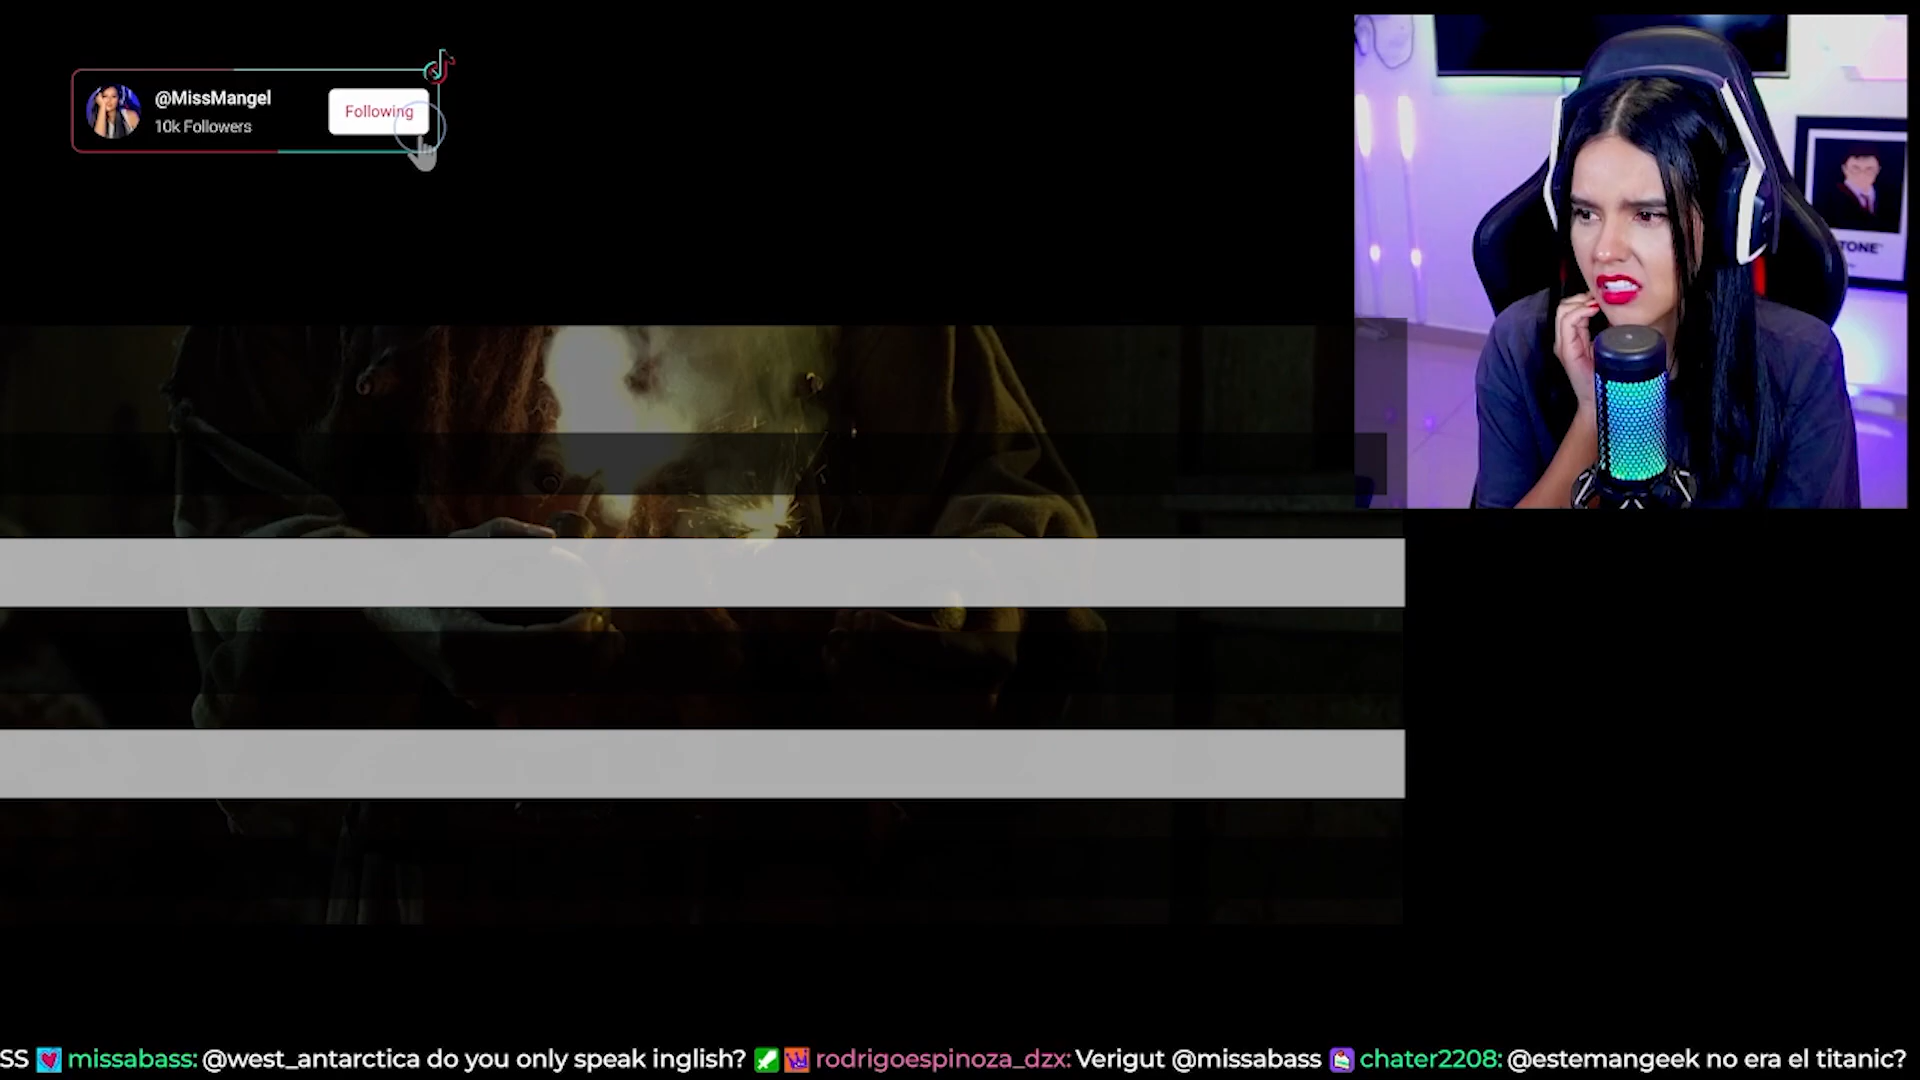 @MissMangel
10k Followers
Following
TONE
SS missabass: @west_antarctica do you only speak inglish? rodrigoespinoza_dzx: Verigut @missabass chater2208: @estemangeek no era el titanic?